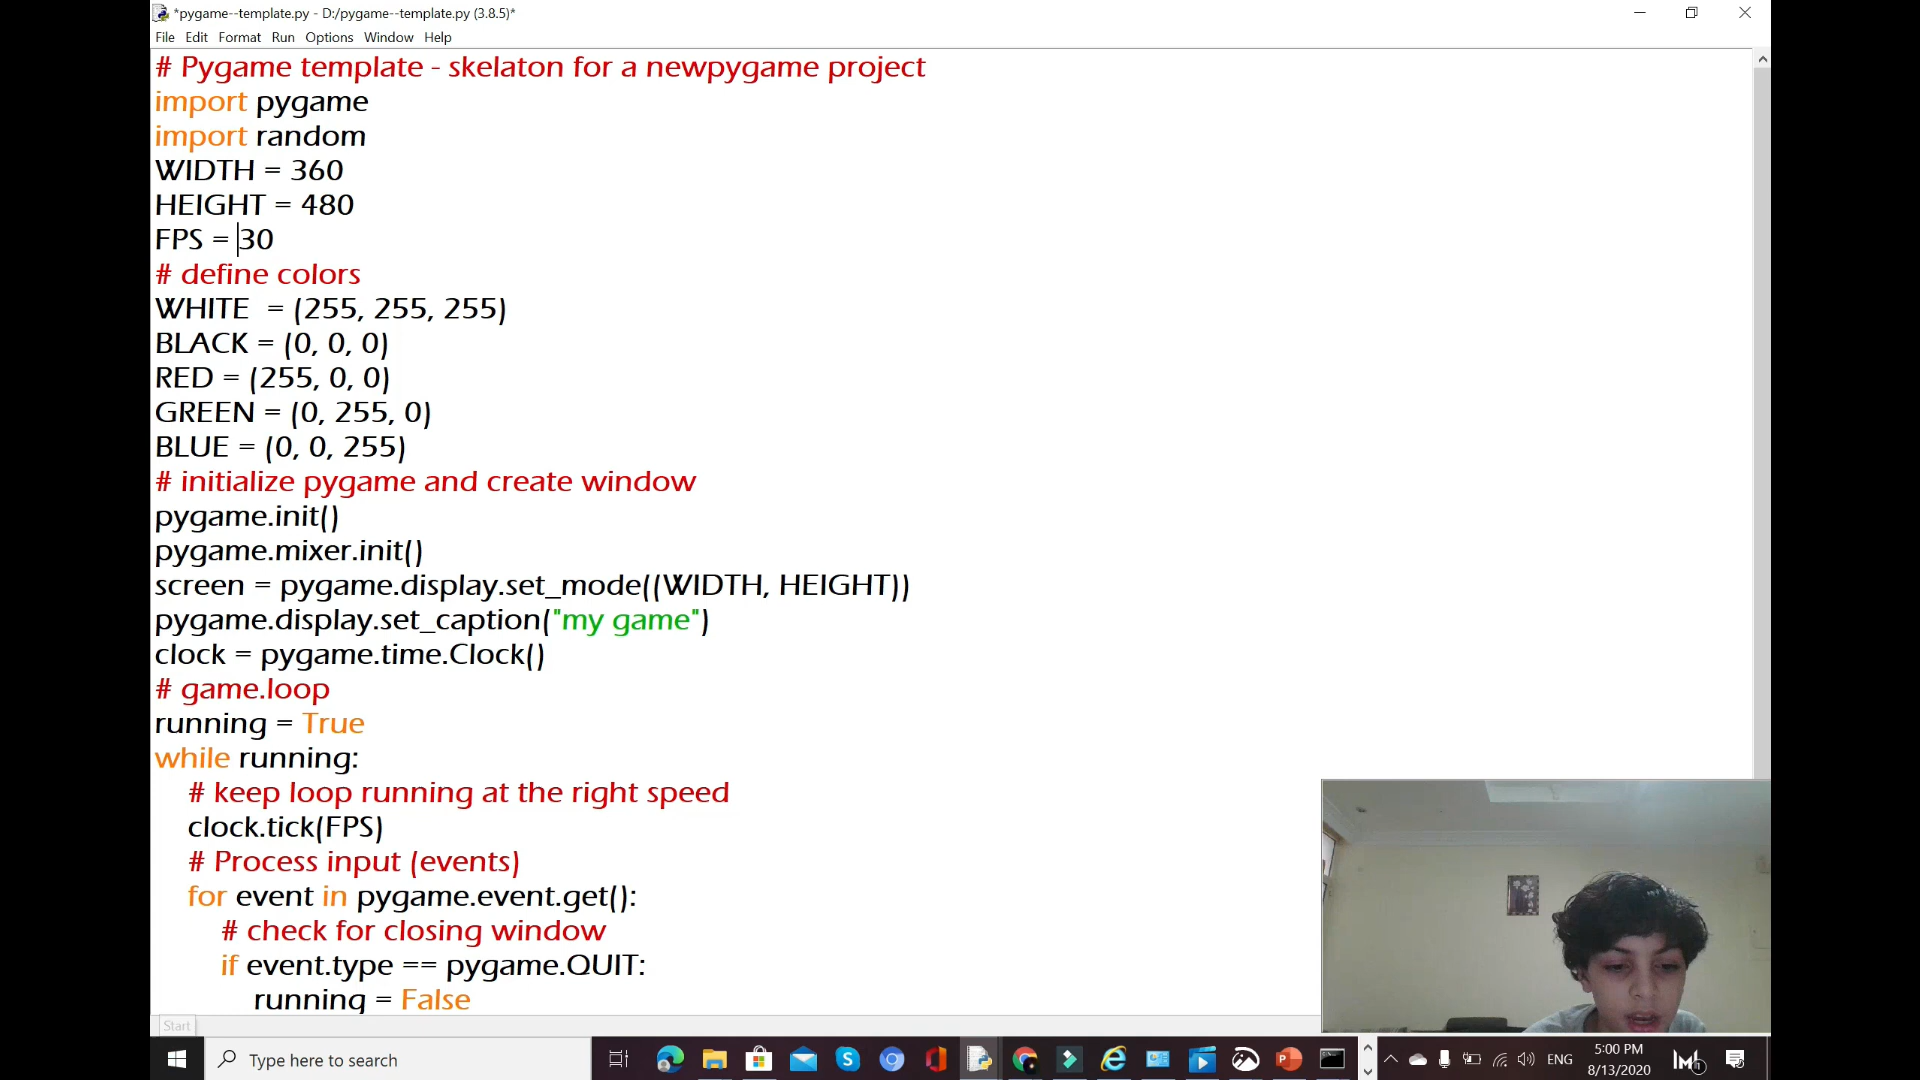 *pygame--template.py - D:/pygame--template.py (3.8.5)*
File Edit Format Run Options Window Help
# Pygame template - skelaton for a newpygame project
import pygame
import random
WIDTH = 360
HEIGHT = 480
FPS = 30
# define colors
WHITE  = (255, 255, 255)
BLACK = (0, 0, 0)
RED = (255, 0, 0)
GREEN = (0, 255, 0)
BLUE = (0, 0, 255)
# initialize pygame and create window
pygame.init()
pygame.mixer.init()
screen = pygame.display.set_mode((WIDTH, HEIGHT))
pygame.display.set_caption("my game")
clock = pygame.time.Clock()
# game.loop
running = True
while running:
    # keep loop running at the right speed
    clock.tick(FPS)
    # Process input (events)
    for event in pygame.event.get():
        # check for closing window
        if event.type == pygame.QUIT:
            running = False
Start
Type here to search
ENG
5:00 PM
8/13/2020